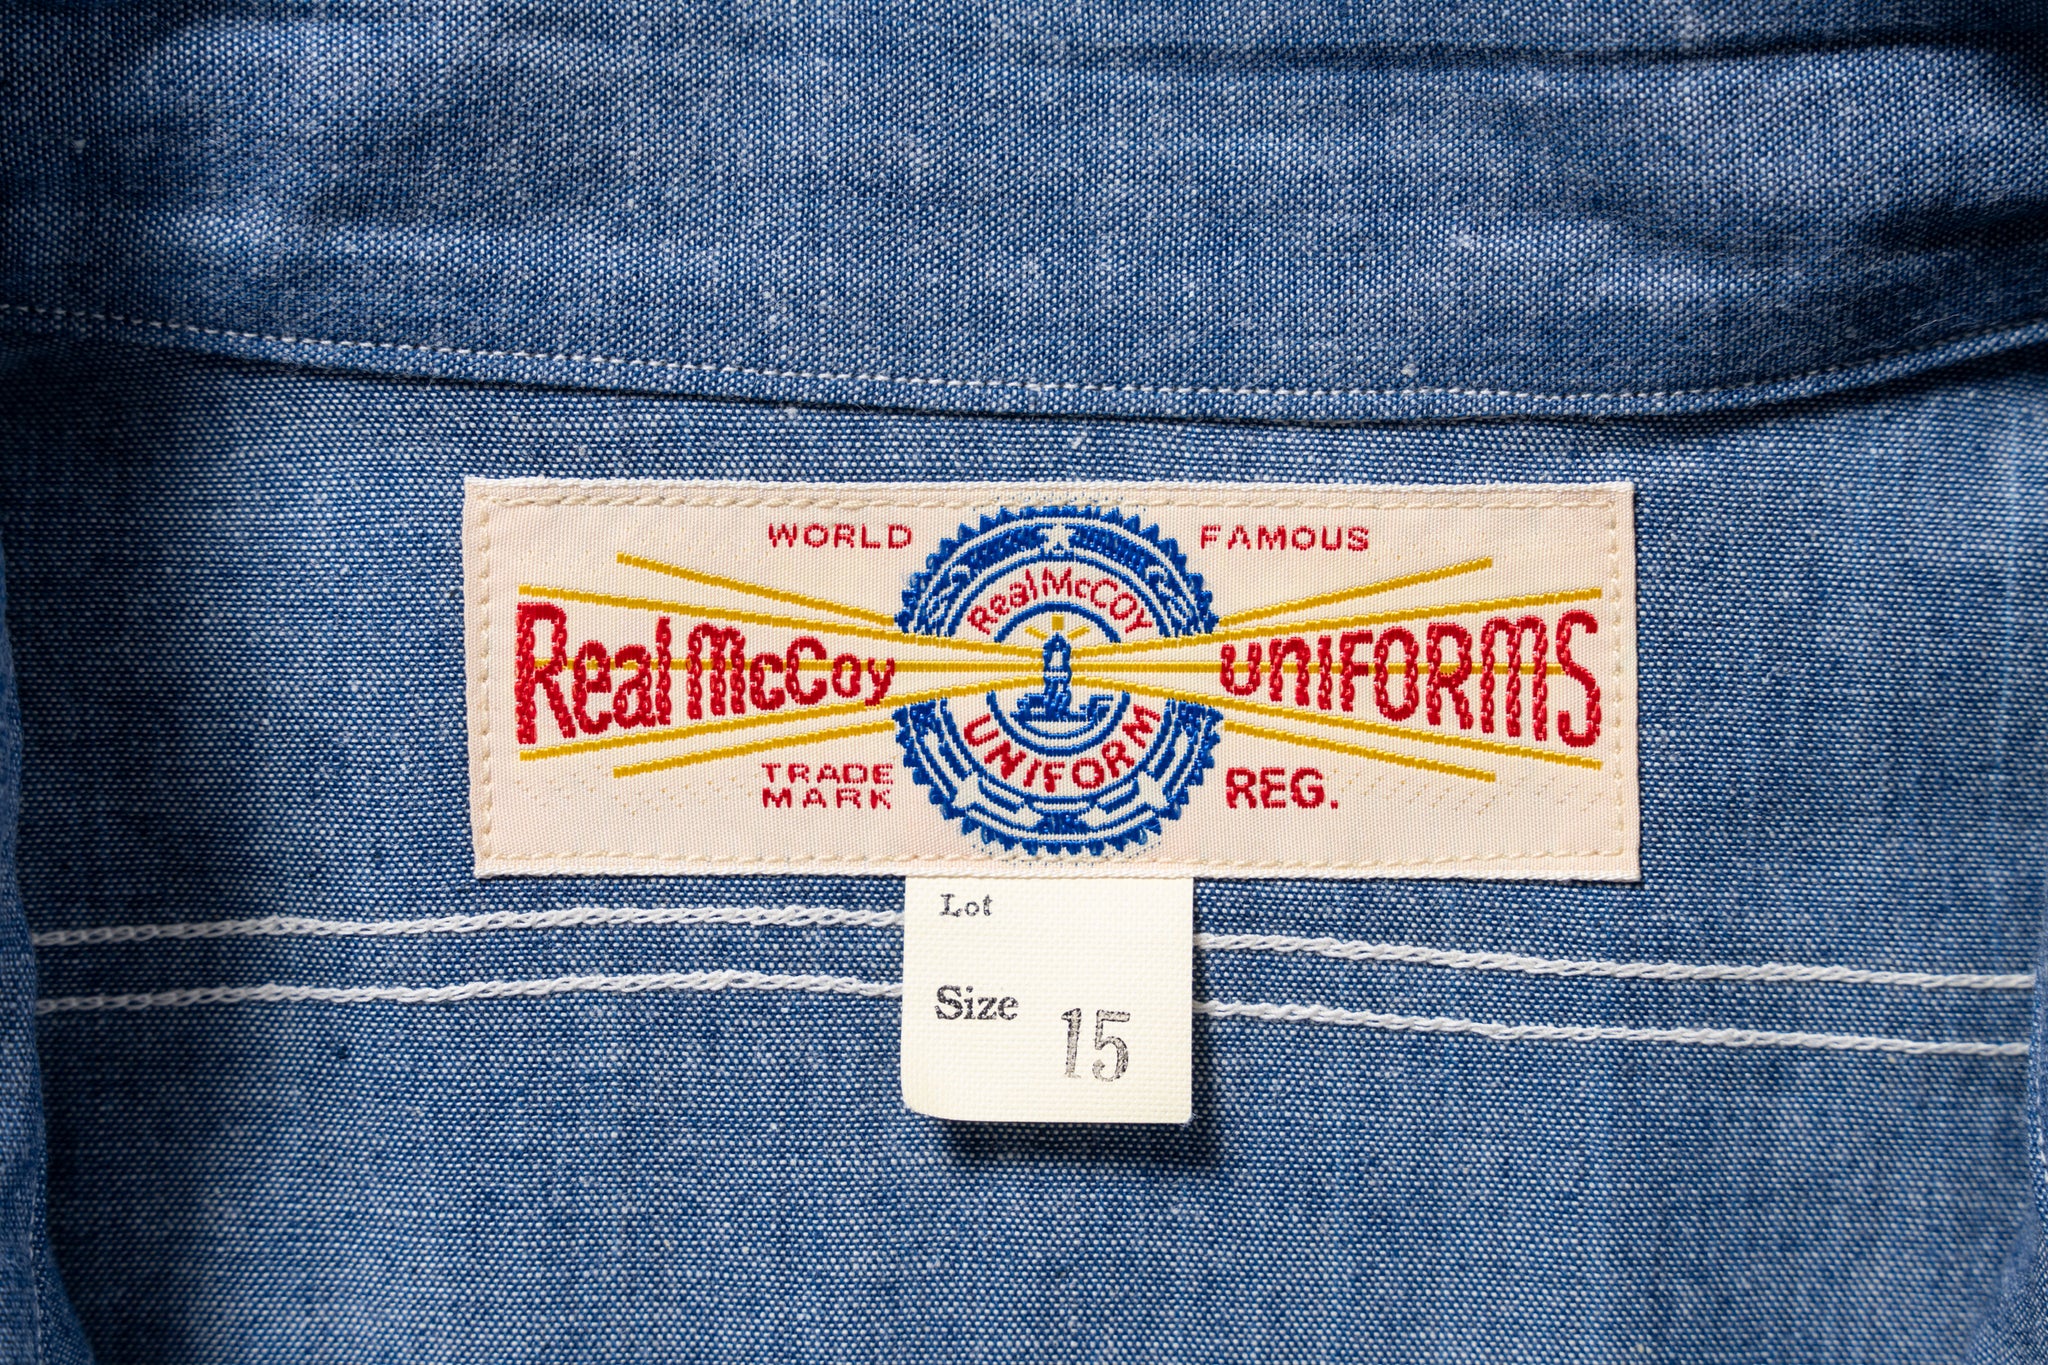 WORLD FAMOUS
Real McCoy UNIFORMS
Real McCOY
UNIFORM
TRADE MARK
REG.
Lot
Size 15